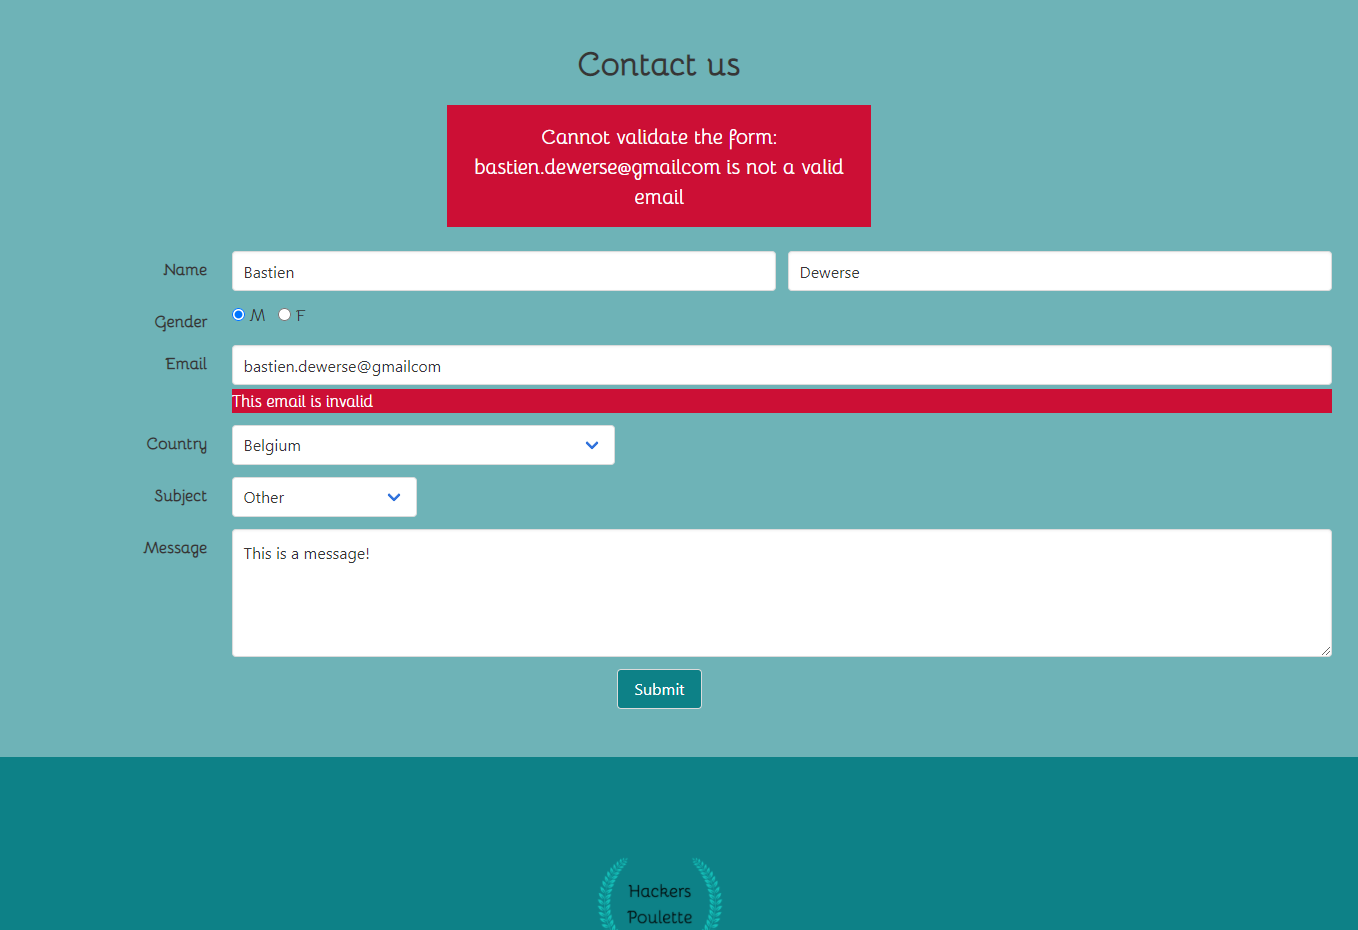 Contact us
Cannot validate the form:
bastien.dewerse@gmailcom is not a valid
email
Name Bastien Dewerse
Gender M F
Email bastien.dewerse@gmailcom
This email is invalid
Country Belgium
Subject Other
Message This is a message!
Submit
Hackers
Poulette